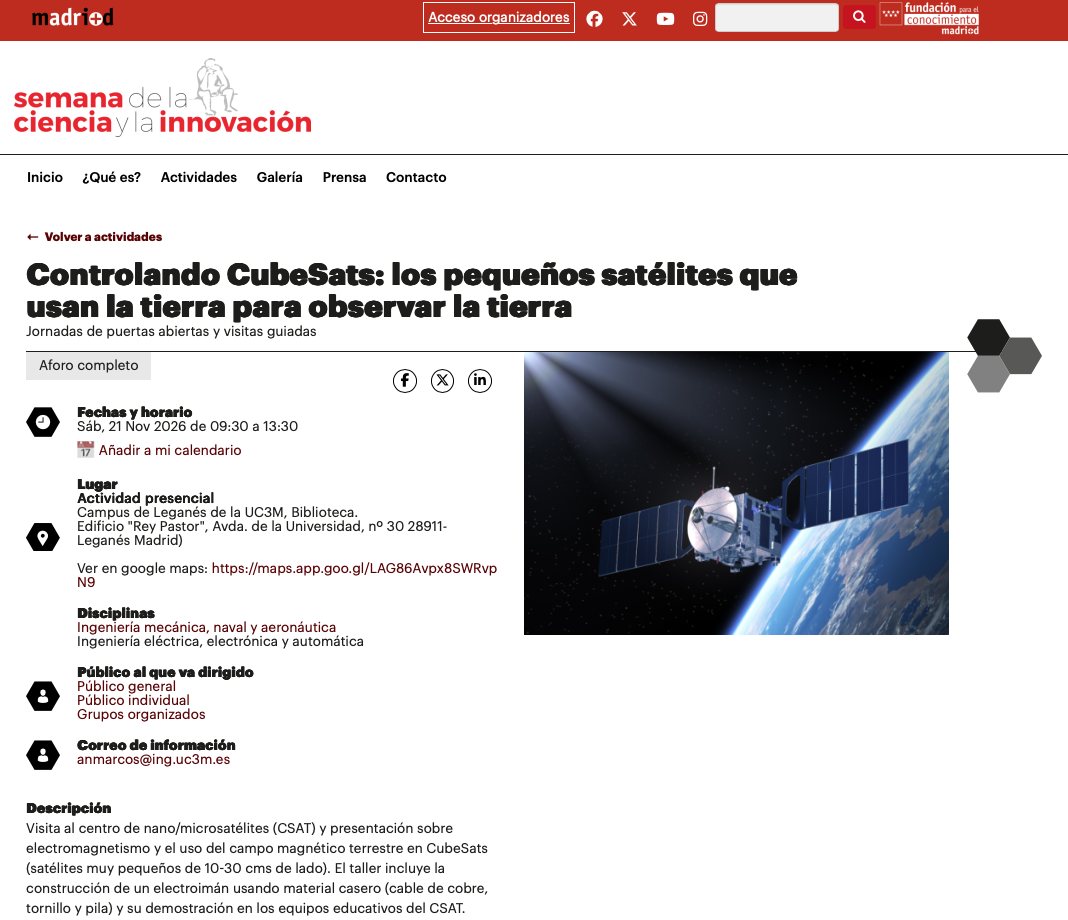 madri+d
Acceso organizadores
fundación para el
conocimiento
madrid
semana de la
ciencia y la innovación
Inicio ¿Qué es? Actividades Galería Prensa Contacto
← Volver a actividades
Controlando CubeSats: los pequeños satélites que
usan la tierra para observar la tierra
Jornadas de puertas abiertas y visitas guiadas
Aforo completo
Fechas y horario
Sáb, 21 Nov 2026 de 09:30 a 13:30
Añadir a mi calendario
Lugar
Actividad presencial
Campus de Leganés de la UC3M, Biblioteca.
Edificio "Rey Pastor", Avda. de la Universidad, nº 30 28911-
Leganés Madrid)
Ver en google maps: https://maps.app.goo.gl/LAG86Avpx8SWRvp
N9
Disciplinas
Ingeniería mecánica, naval y aeronáutica
Ingeniería eléctrica, electrónica y automática
Público al que va dirigido
Público general
Público individual
Grupos organizados
Correo de información
anmarcos@ing.uc3m.es
Descripción
Visita al centro de nano/microsatélites (CSAT) y presentación sobre
electromagnetismo y el uso del campo magnético terrestre en CubeSats
(satélites muy pequeños de 10-30 cms de lado). El taller incluye la
construcción de un electroimán usando material casero (cable de cobre,
tornillo y pila) y su demostración en los equipos educativos del CSAT.